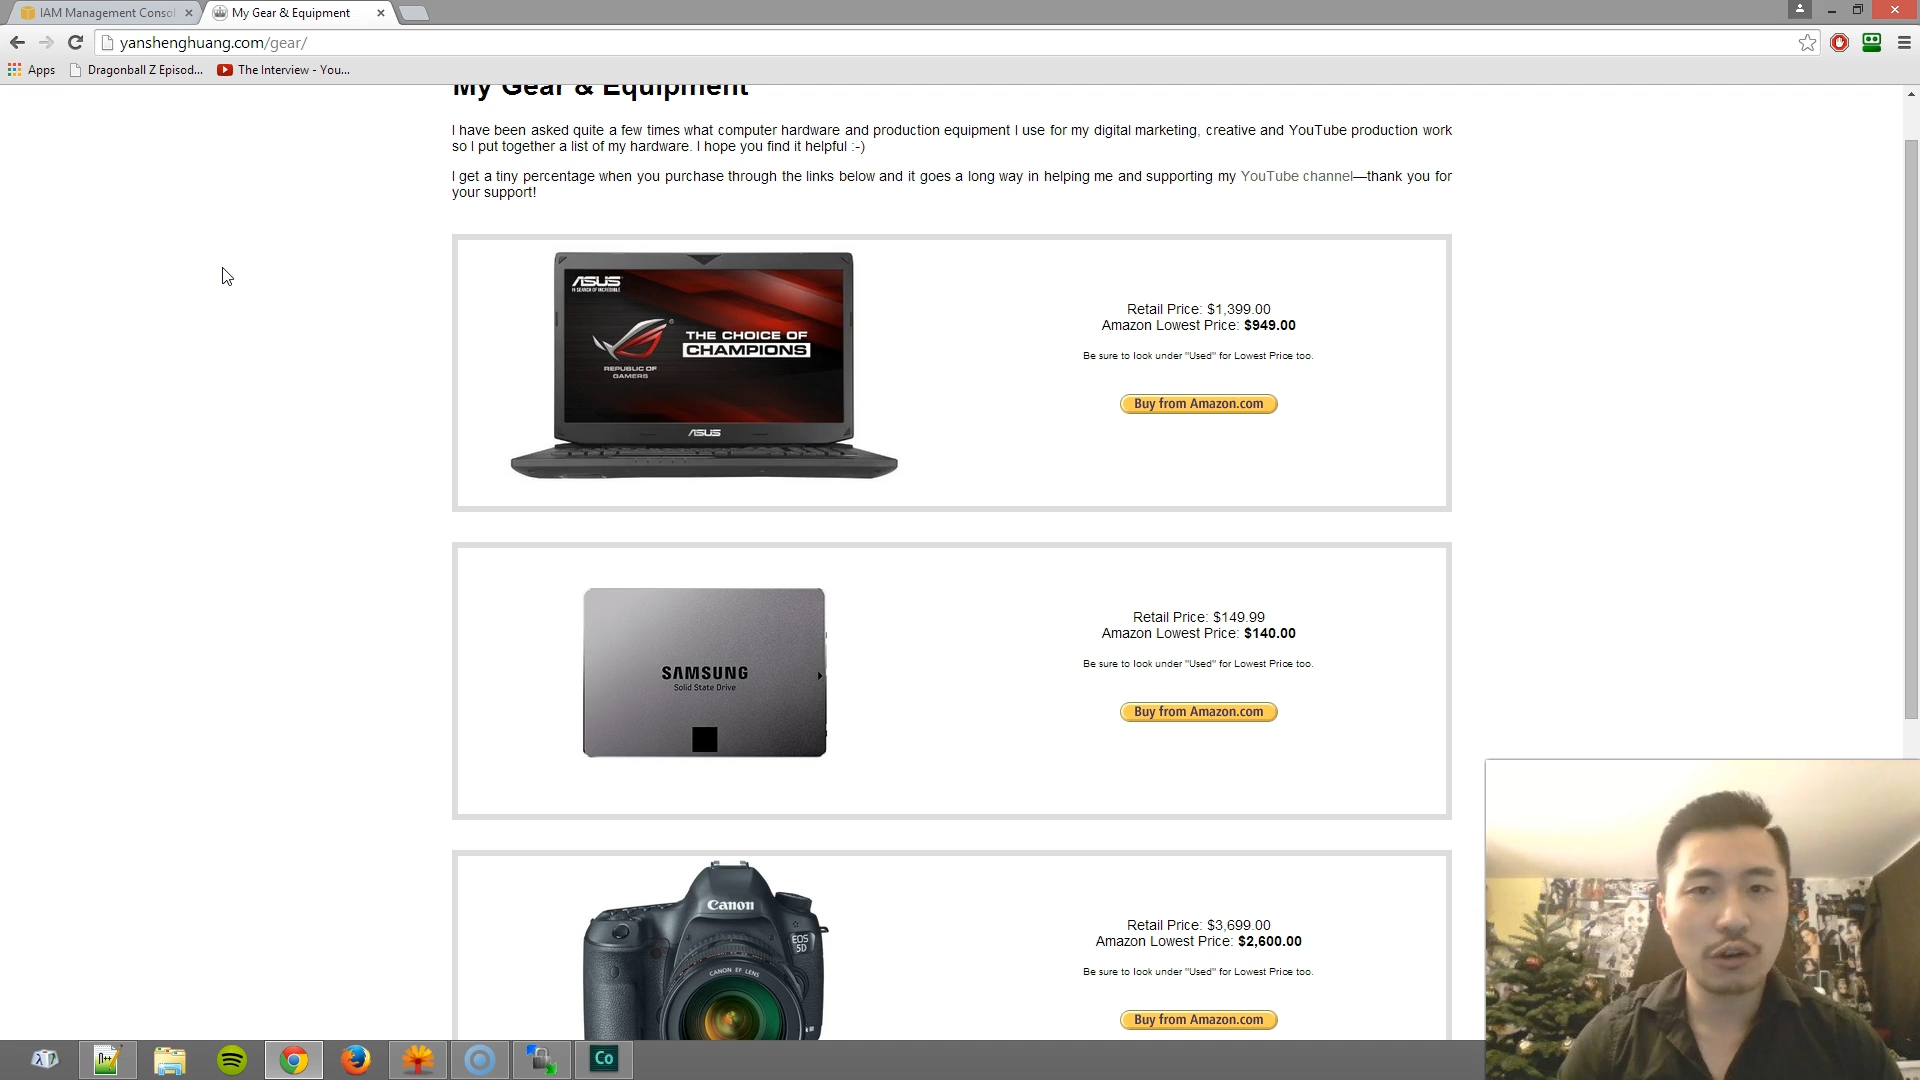 IAM Management Consol
My Gear & Equipment
yanshenghuang.com/gear/
Apps
Dragonball Z Episod...
The Interview - You...
My Gear & Equipment
I have been asked quite a few times what computer hardware and production equipment I use for my digital marketing, creative and YouTube production work
so I put together a list of my hardware. I hope you find it helpful :-)
I get a tiny percentage when you purchase through the links below and it goes a long way in helping me and supporting my YouTube channel—thank you for
your support!
ASUS
IN SEARCH OF INCREDIBLE
THE CHOICE OF
CHAMPIONS
REPUBLIC OF
GAMERS
ASUS
Retail Price: $1,399.00
Amazon Lowest Price: $949.00
Be sure to look under "Used" for Lowest Price too.
Buy from Amazon.com
SAMSUNG
Solid State Drive
Retail Price: $149.99
Amazon Lowest Price: $140.00
Be sure to look under "Used" for Lowest Price too.
Buy from Amazon.com
Canon
EOS
5D
CANON EF LENS
Retail Price: $3,699.00
Amazon Lowest Price: $2,600.00
Be sure to look under "Used" for Lowest Price too.
Buy from Amazon.com
Co